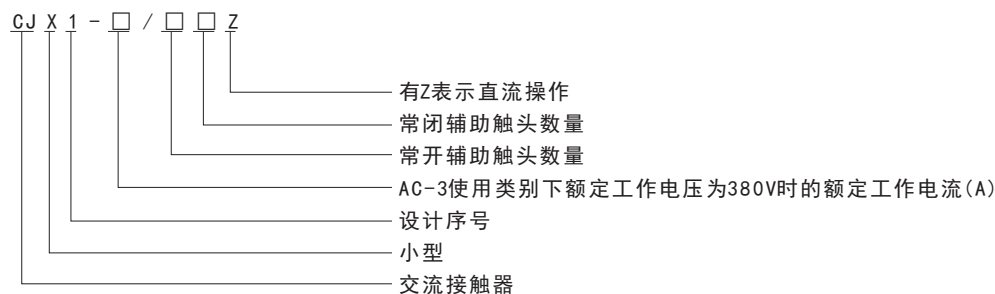 CJ X 1 - □ / □ □ Z
有Z表示直流操作
常闭辅助触头数量
常开辅助触头数量
AC-3使用类别下额定工作电压为380V时的额定工作电流(A)
设计序号
小型
交流接触器